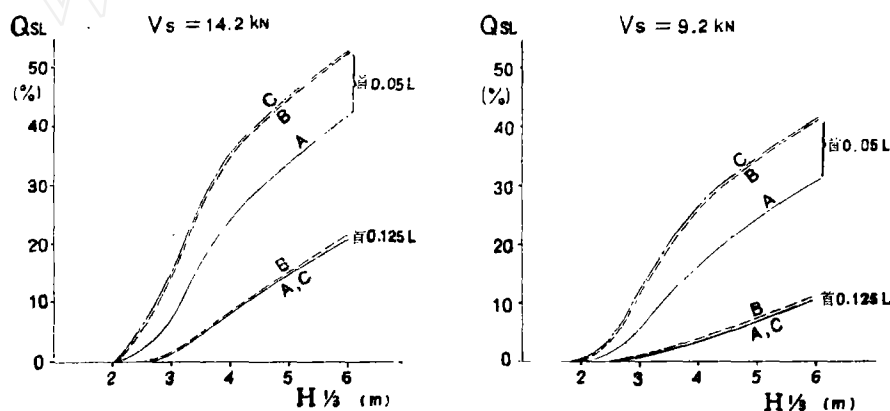 QSL VS = 14.2 kN
50
(%)
40
30
20
10
0
C
B
A
首0.05L
B
A,C
首0.125L
2 3 4 5 6
H 1/3 (m)
QSL VS = 9.2 kN
50
(%)
40
30
20
10
0
C
B
A
首0.05L
B
A,C
首0.125L
2 3 4 5 6
H 1/3 (m)